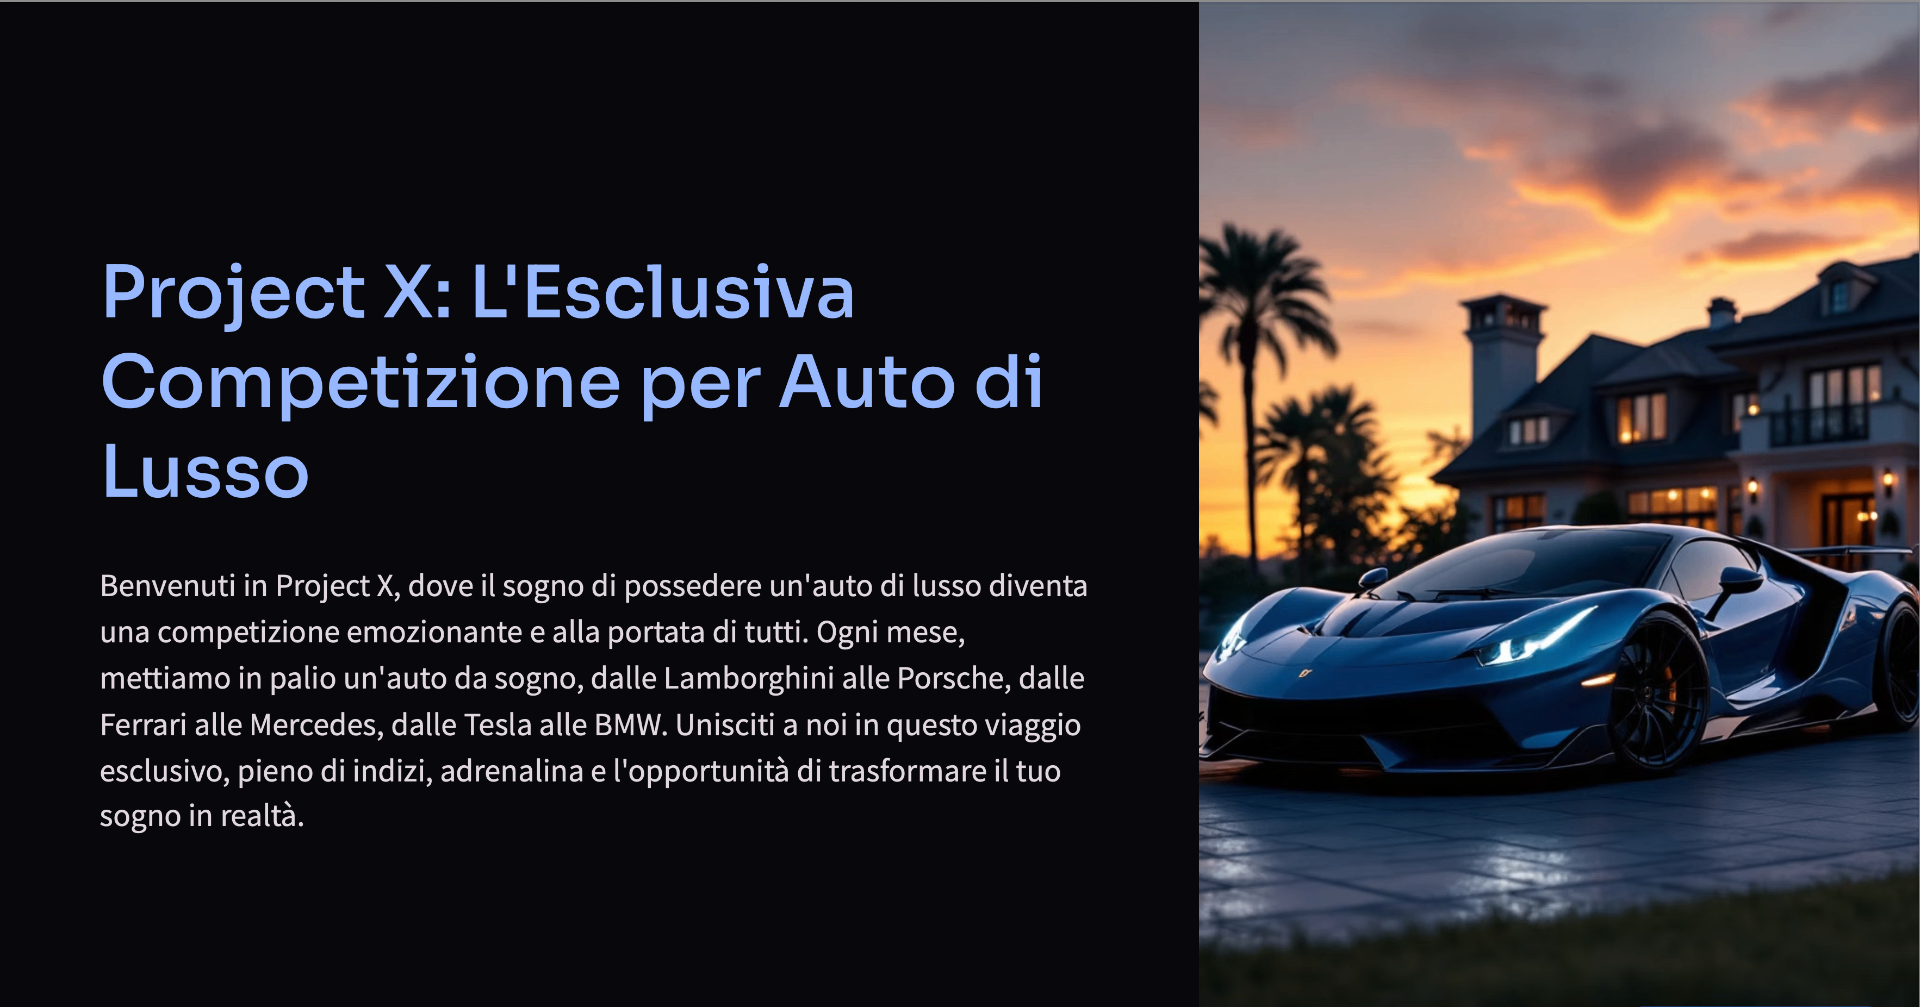 Project X: L'Esclusiva
Competizione per Auto di
Lusso
Benvenuti in Project X, dove il sogno di possedere un'auto di lusso diventa
una competizione emozionante e alla portata di tutti. Ogni mese,
mettiamo in palio un'auto da sogno, dalle Lamborghini alle Porsche, dalle
Ferrari alle Mercedes, dalle Tesla alle BMW. Unisciti a noi in questo viaggio
esclusivo, pieno di indizi, adrenalina e l'opportunità di trasformare il tuo
sogno in realtà.